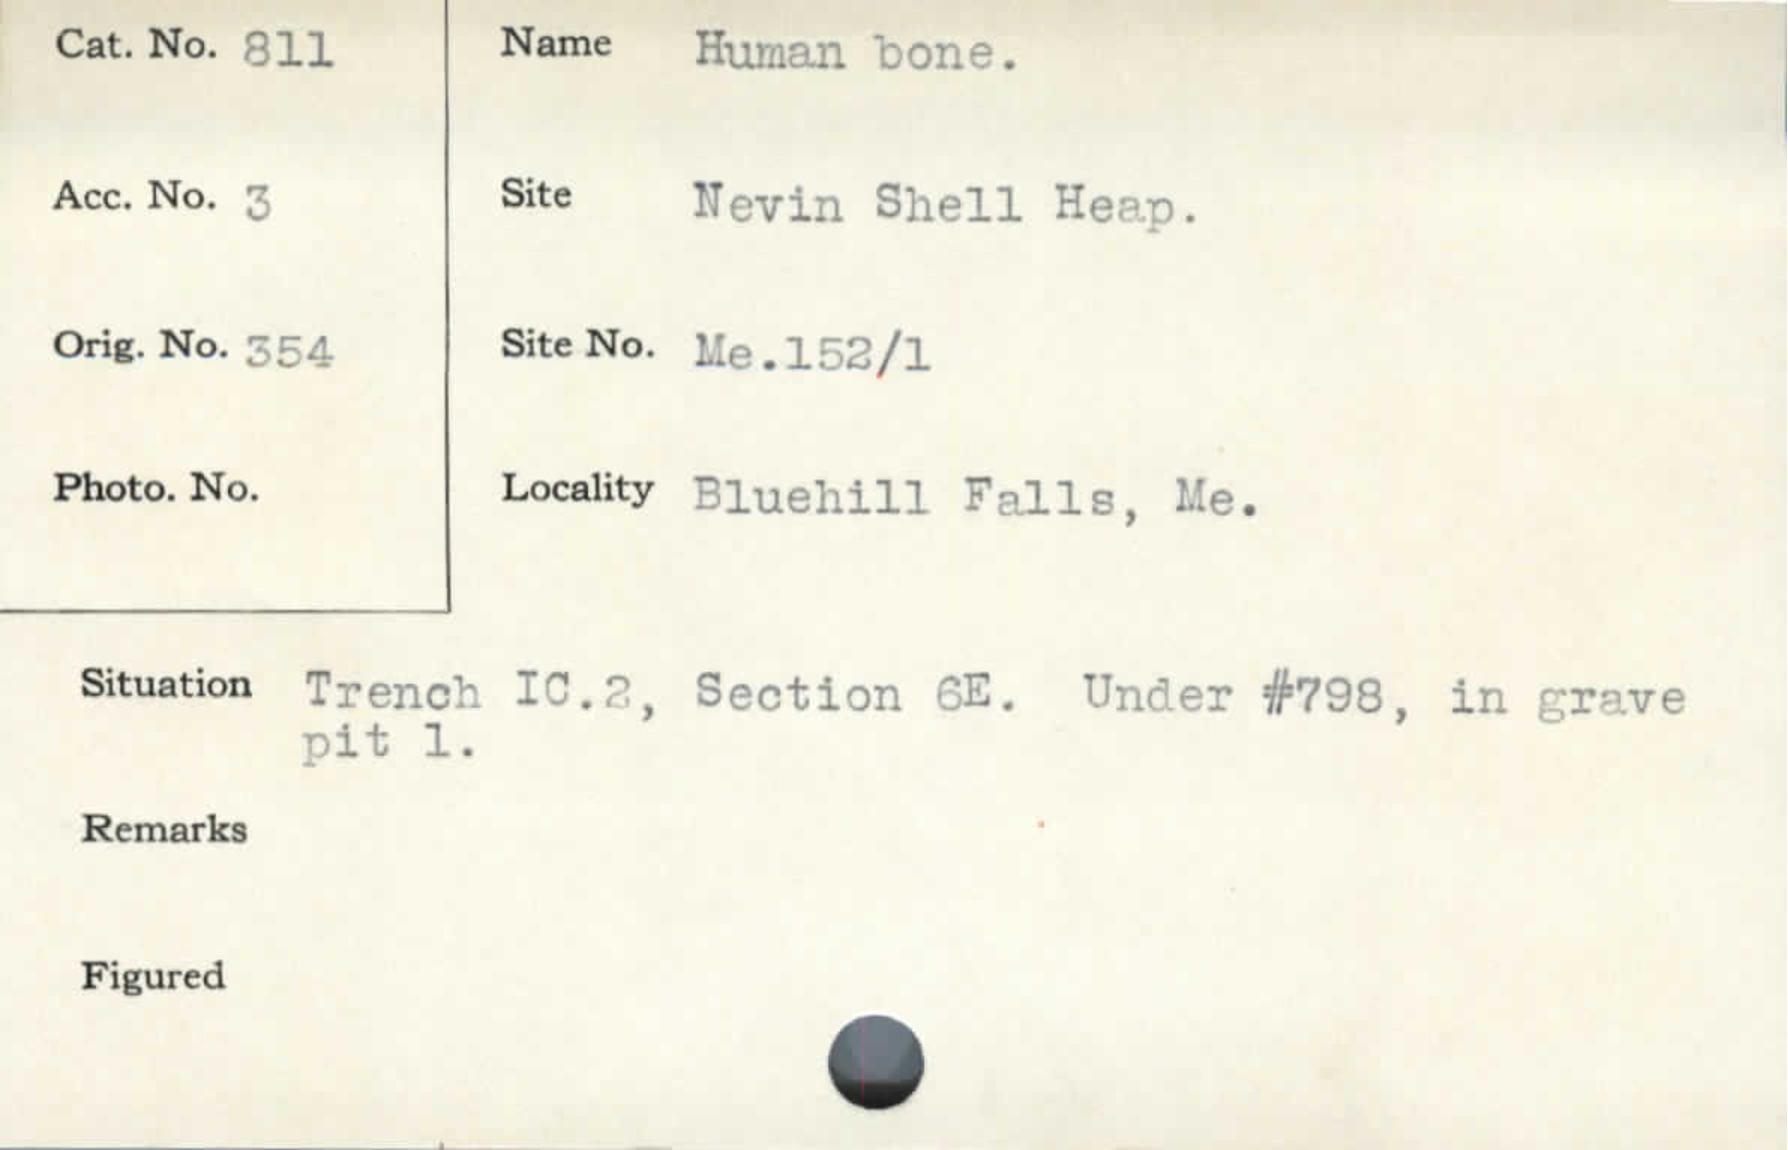 Cat. No. 811
Name Human bone.
Acc. No. 3
Site Nevin Shell Heap.
Orig. No. 354
Site No. Me.152/1
Photo. No.
Locality Bluehill Falls, Me.
Situation Trench IC.2, Section 6E. Under #798, in grave
pit 1.
Remarks
Figured